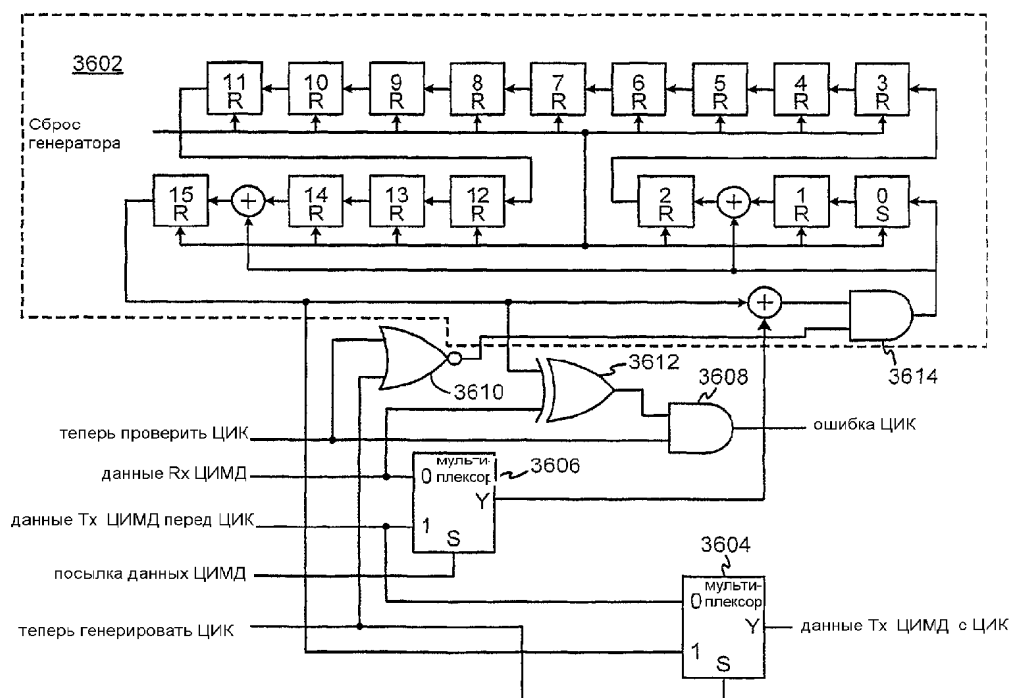 3602
11 10 9 8 7 6 5 4 3
R R R R R R R R R
Сброс
генератора
15 14 13 12 2 1 0
R R R R R R S
3612
3610
3614
3608
теперь проверить ЦИК
ошибка ЦИК
данные Rx ЦИМД
0 мульти-
плексор
3606
Y
данные Tx ЦИМД перед ЦИК
1
S
3604
посылка данных ЦИМД
мульти-
0 плексор
теперь генерировать ЦИК
Y
данные Tx ЦИМД с ЦИК
1
S